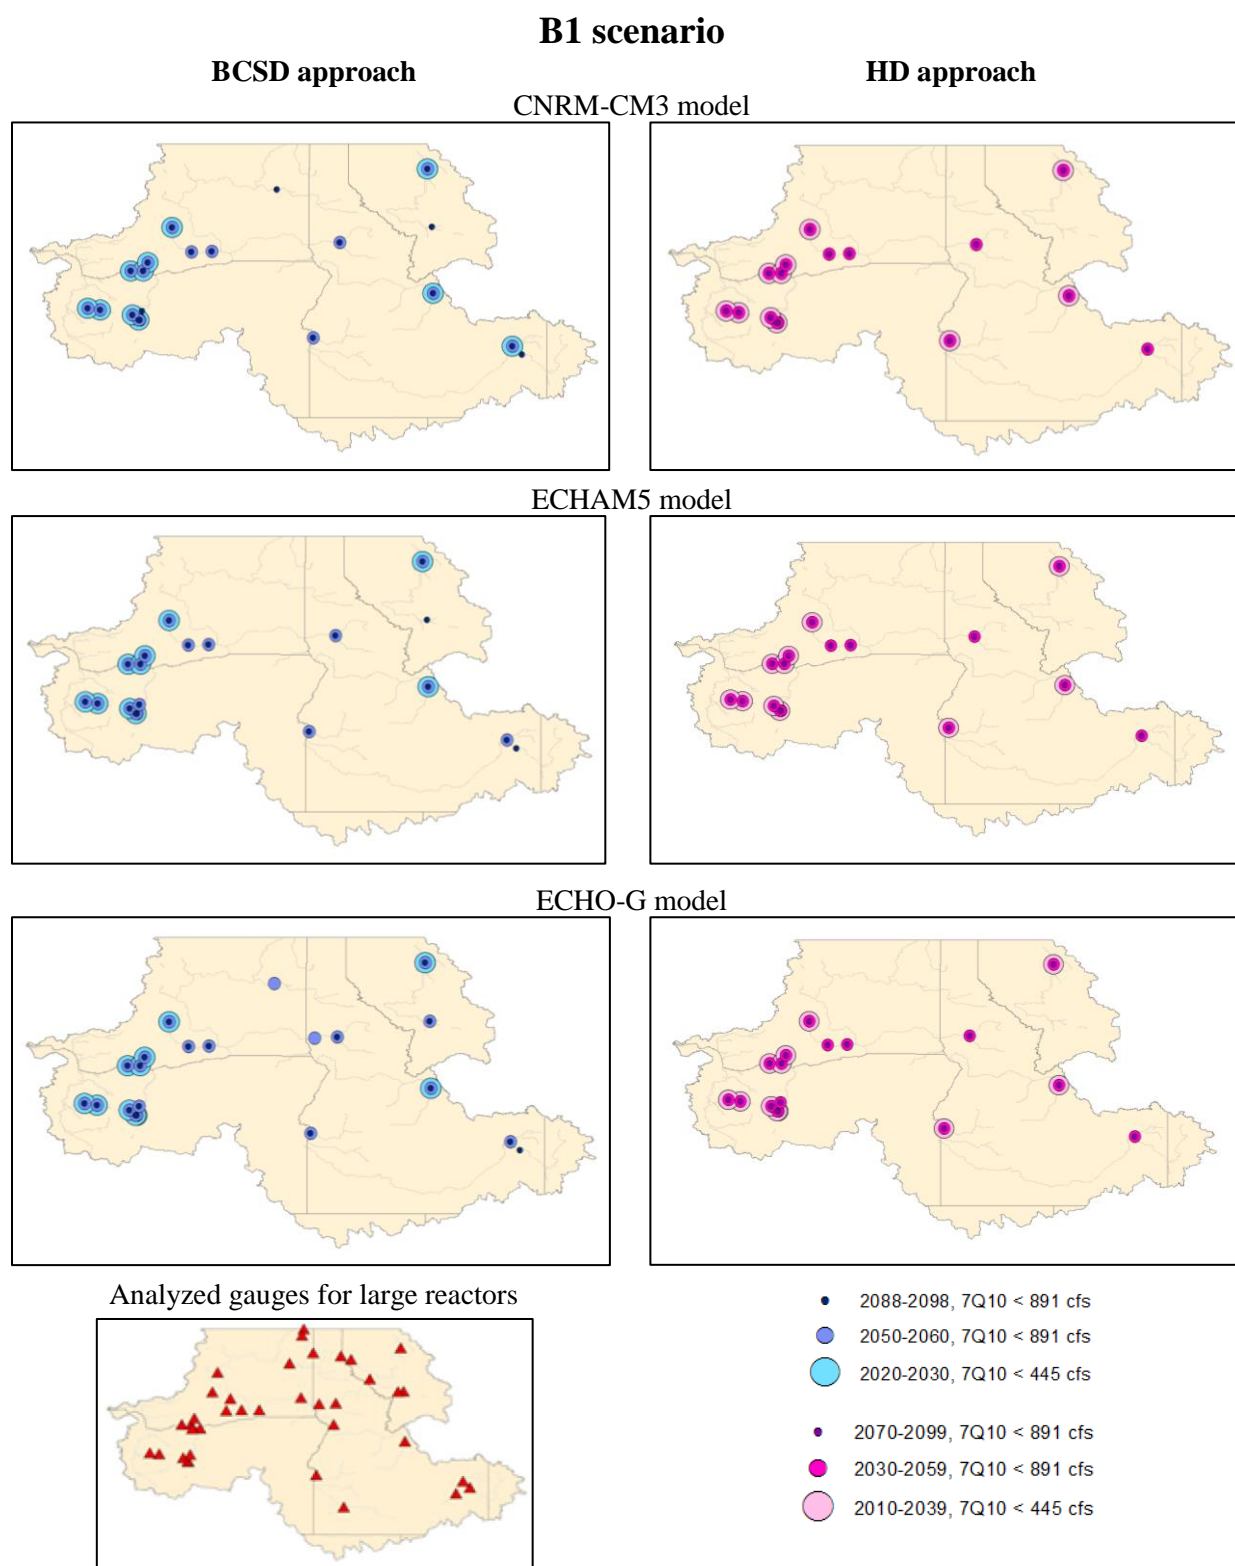 B1 scenario
BCSD approach
HD approach
CNRM-CM3 model
ECHAM5 model
ECHO-G model
Analyzed gauges for large reactors
2088-2098, 7Q10 < 891 cfs
2050-2060, 7Q10 < 891 cfs
2020-2030, 7Q10 < 445 cfs
2070-2099, 7Q10 < 891 cfs
2030-2059, 7Q10 < 891 cfs
2010-2039, 7Q10 < 445 cfs